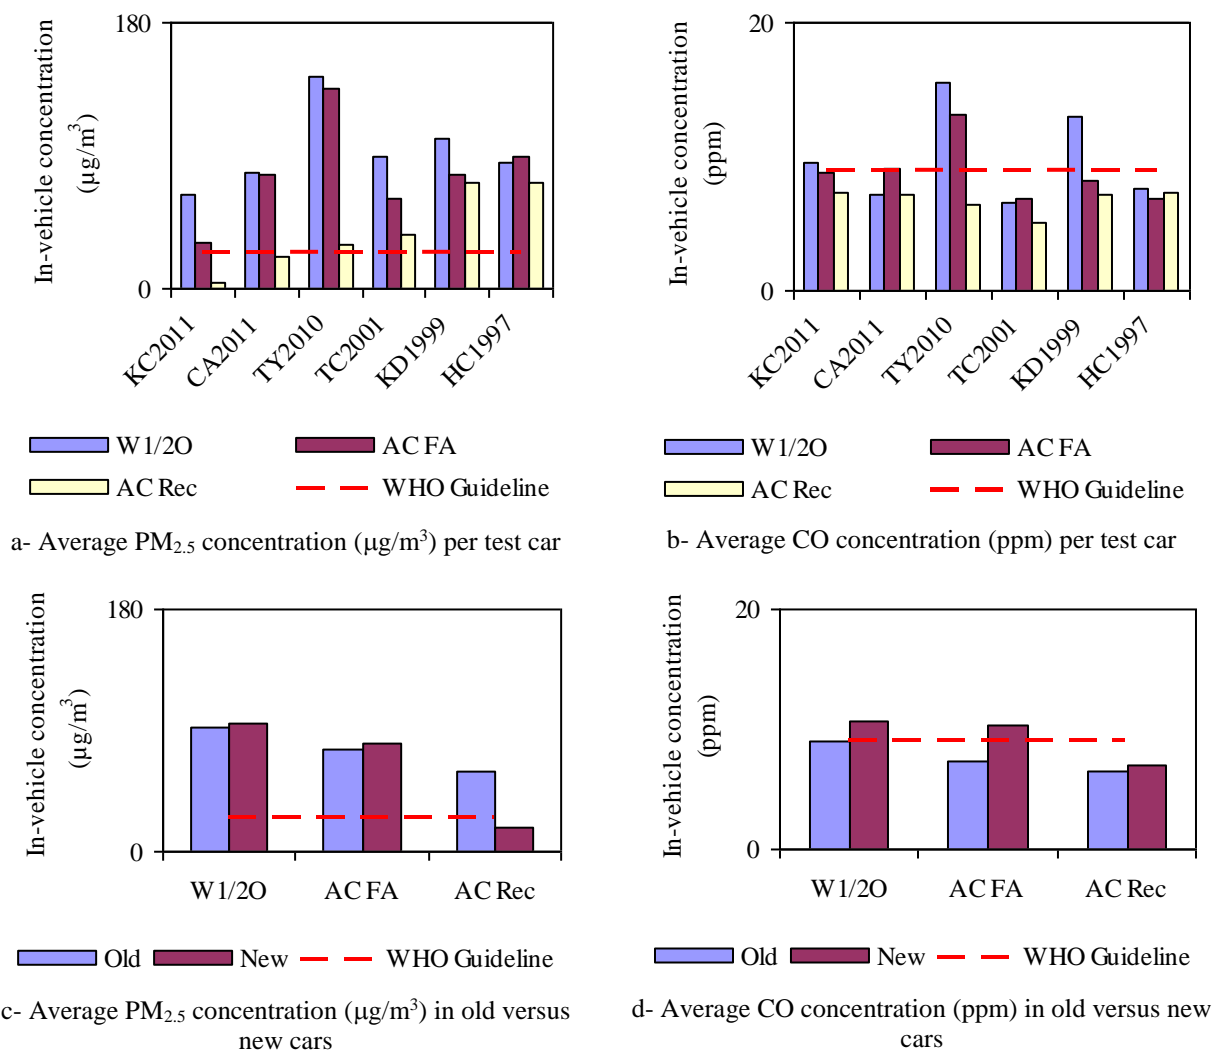 In-vehicle concentration
(μg/m³)
180
0
KC2011
CA2011
TY2010
TC2001
KD1999
HC1997
W1/2O
AC FA
AC Rec
WHO Guideline
a- Average PM₂.₅ concentration (μg/m³) per test car
In-vehicle concentration
(ppm)
20
0
KC2011
CA2011
TY2010
TC2001
KD1999
HC1997
W1/2O
AC FA
AC Rec
WHO Guideline
b- Average CO concentration (ppm) per test car
In-vehicle concentration
(μg/m³)
180
0
W1/2O
AC FA
AC Rec
Old
New
WHO Guideline
c- Average PM₂.₅ concentration (μg/m³) in old versus
new cars
In-vehicle concentration
(ppm)
20
0
W1/2O
AC FA
AC Rec
Old
New
WHO Guideline
d- Average CO concentration (ppm) in old versus new
cars